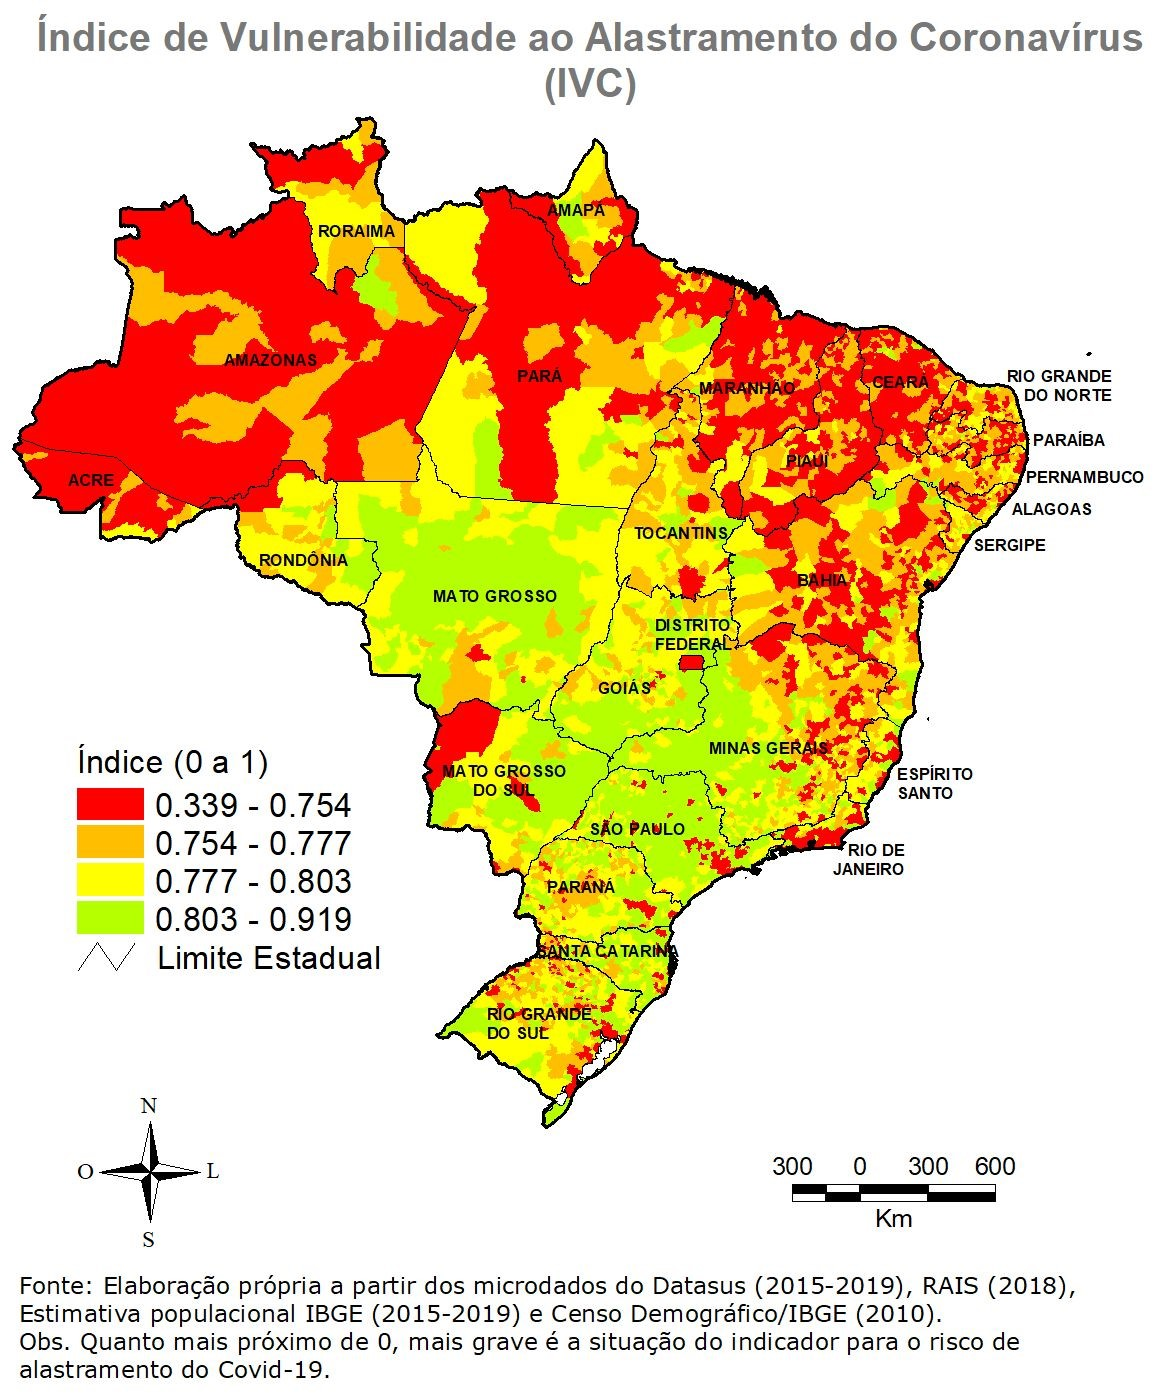 Índice de Vulnerabilidade ao Alastramento do Coronavírus
(IVC)
RORAIMA
AMAPÁ
AMAZONAS
PARÁ
MARANHÃO
CEARÁ
RIO GRANDE
DO NORTE
PARAÍBA
PIAUÍ
PERNAMBUCO
ACRE
ALAGOAS
TOCANTINS
SERGIPE
RONDÔNIA
BAHIA
MATO GROSSO
DISTRITO
FEDERAL
GOIÁS
MINAS GERAIS
MATO GROSSO
DO SUL
ESPÍRITO
SANTO
SÃO PAULO
RIO DE
JANEIRO
PARANÁ
SANTA CATARINA
RIO GRANDE
DO SUL
Índice (0 a 1)
0.339 - 0.754
0.754 - 0.777
0.777 - 0.803
0.803 - 0.919
Limite Estadual
N
O
L
S
300 0 300 600
Km
Fonte: Elaboração própria a partir dos microdados do Datasus (2015-2019), RAIS (2018),
Estimativa populacional IBGE (2015-2019) e Censo Demográfico/IBGE (2010).
Obs. Quanto mais próximo de 0, mais grave é a situação do indicador para o risco de
alastramento do Covid-19.